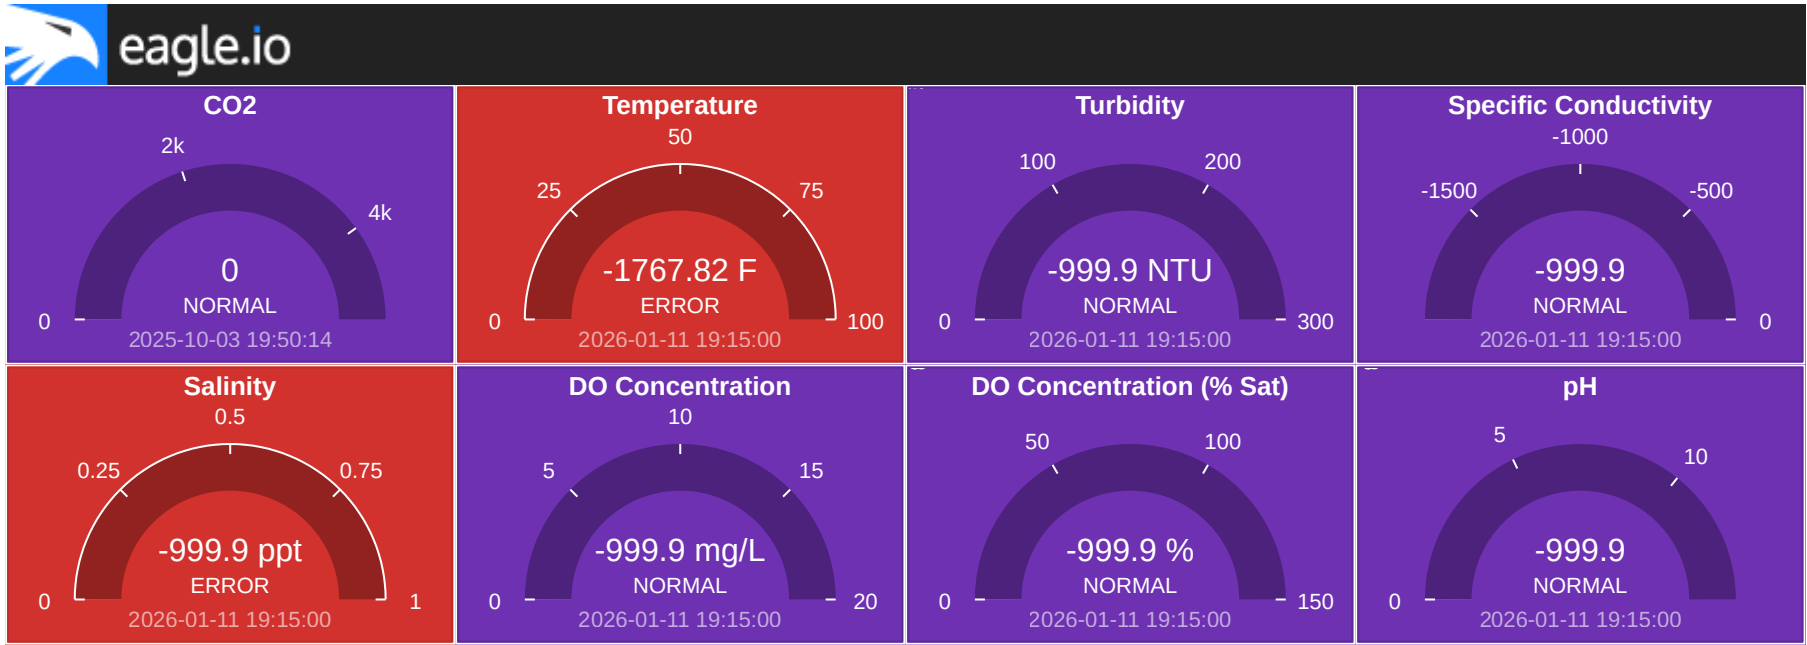 eagle.io
CO2
2k
4k
0
0
NORMAL
2025-10-03 19:50:14
Temperature
50
25
75
-1767.82 F
ERROR
0
100
2026-01-11 19:15:00
Turbidity
100
200
-999.9 NTU
NORMAL
0
300
2026-01-11 19:15:00
Specific Conductivity
-1000
-1500
-500
-999.9
NORMAL
0
2026-01-11 19:15:00
Salinity
0.5
0.25
0.75
-999.9 ppt
ERROR
0
1
2026-01-11 19:15:00
DO Concentration
10
5
15
-999.9 mg/L
NORMAL
0
20
2026-01-11 19:15:00
DO Concentration (% Sat)
50
100
-999.9 %
NORMAL
0
150
2026-01-11 19:15:00
pH
5
10
-999.9
NORMAL
0
2026-01-11 19:15:00